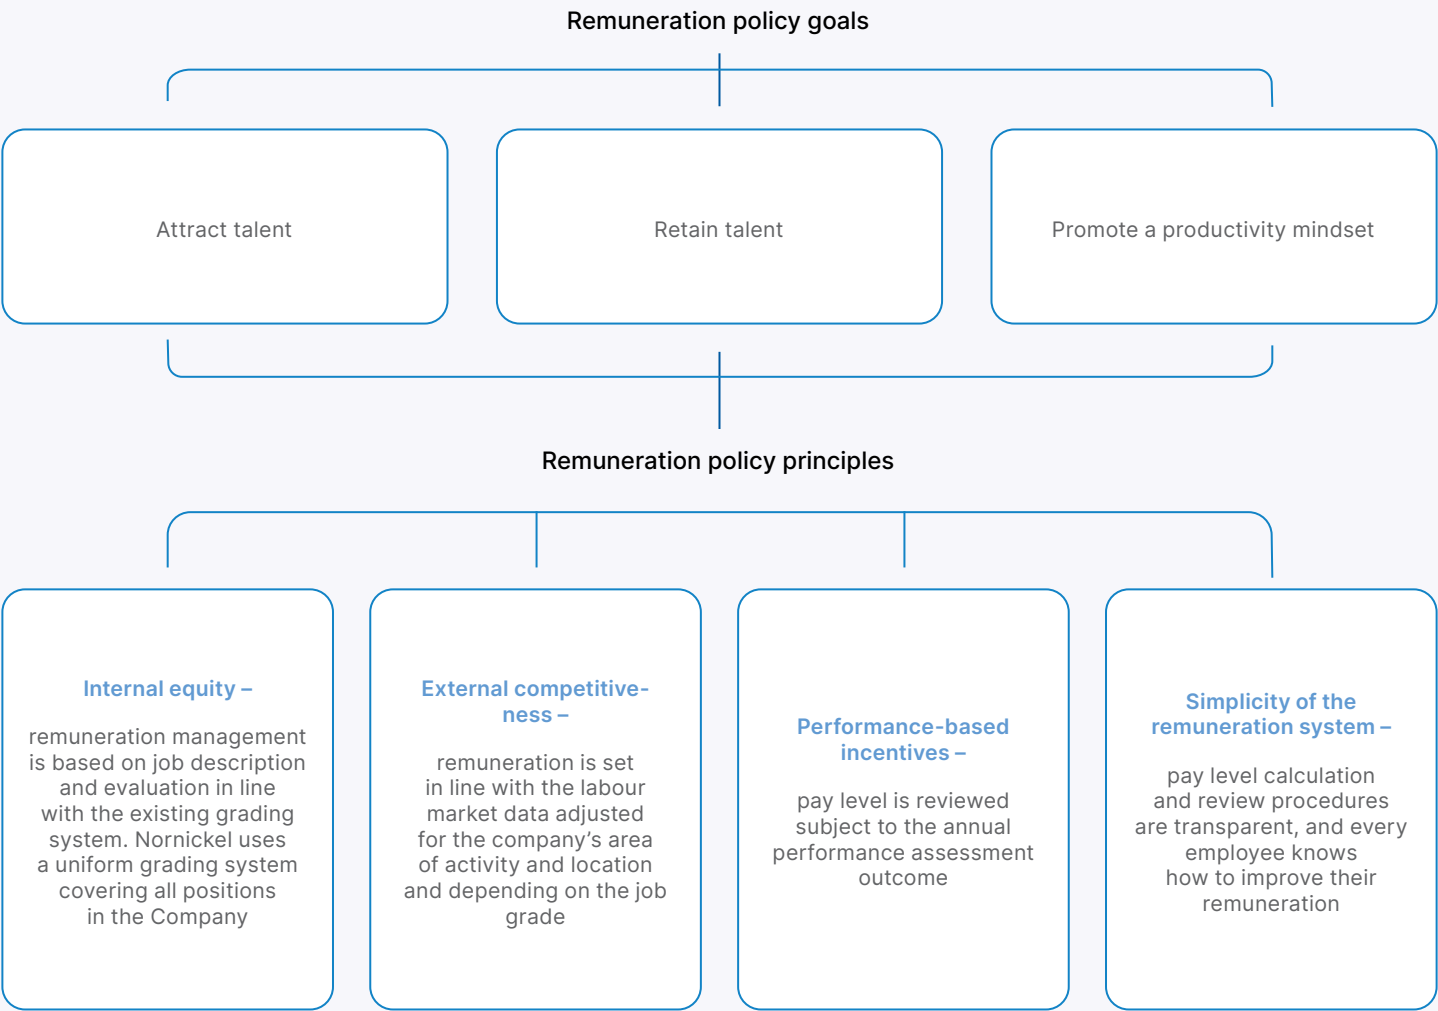 Remuneration policy goals
Attract talent
Retain talent
Promote a productivity mindset
Remuneration policy principles
Internal equity –
remuneration management
is based on job description
and evaluation in line
with the existing grading
system. Nornickel uses
a uniform grading system
covering all positions
in the Company
External competitive-
ness –
remuneration is set
in line with the labour
market data adjusted
for the company’s area
of activity and location
and depending on the job
grade
Performance-based
incentives –
pay level is reviewed
subject to the annual
performance assessment
outcome
Simplicity of the
remuneration system –
pay level calculation
and review procedures
are transparent, and every
employee knows
how to improve their
remuneration